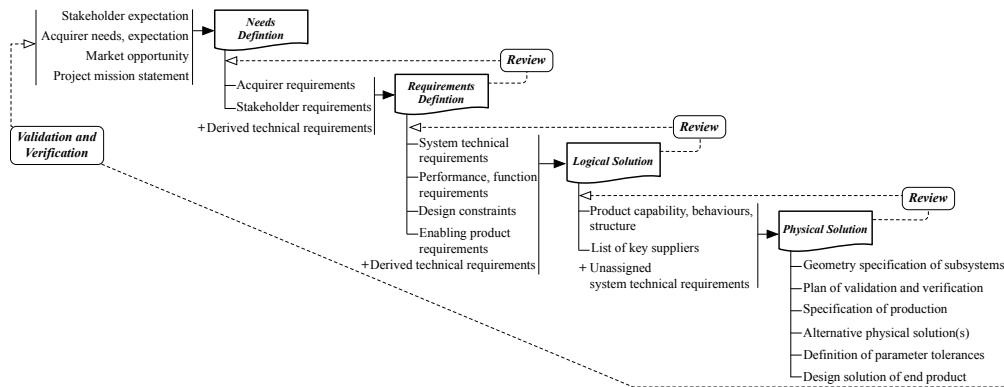 Stakeholder expectation
Acquirer needs, expectation
Market opportunity
Project mission statement
Needs
Defintion
Review
Acquirer requirements
Stakeholder requirements
+Derived technical requirements
Requirements
Defintion
Validation and
Verification
Review
System technical
requirements
Performance, function
requirements
Design constraints
Enabling product
requirements
+Derived technical requirements
Logical Solution
Review
Product capability, behaviours,
structure
List of key suppliers
+ Unassigned
system technical requirements
Physical Solution
Geometry specification of subsystems
Plan of validation and verification
Specification of production
Alternative physical solution(s)
Definition of parameter tolerances
Design solution of end product